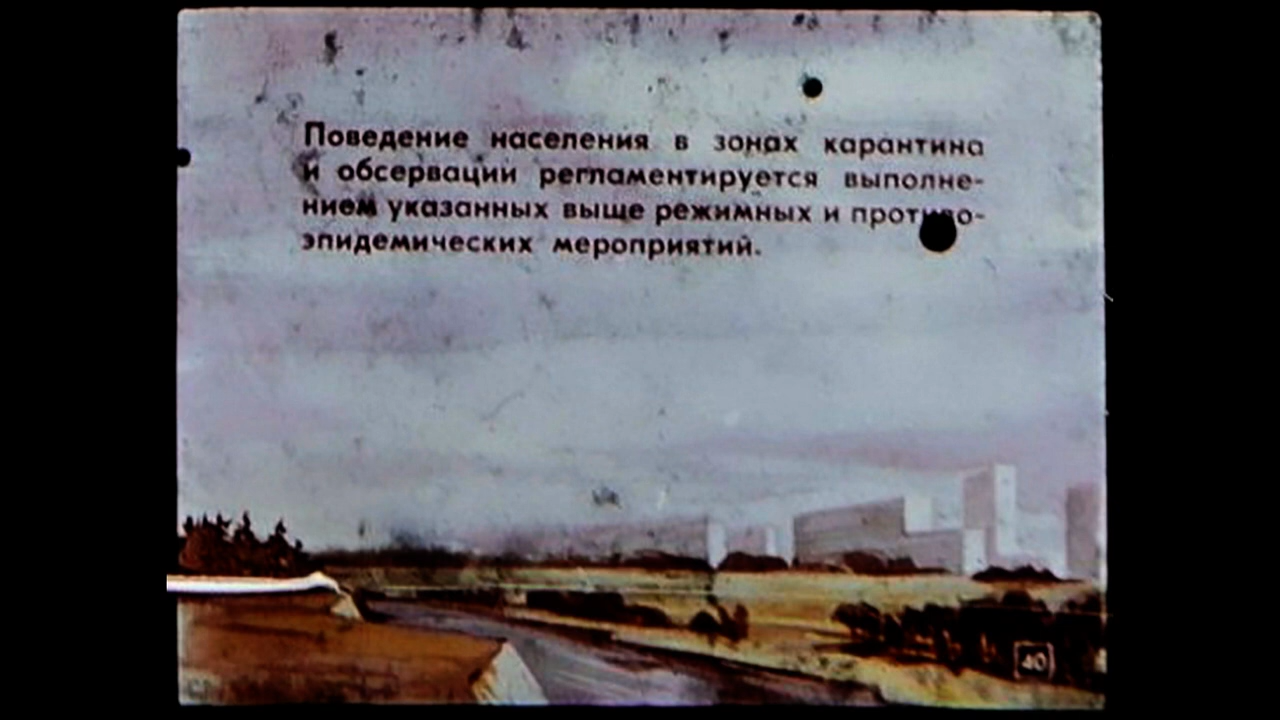 Поведение населения в зонах карантина
и обсервации регламентируется выполне-
нием указанных выше режимных и противо-
эпидемических мероприятий.
40